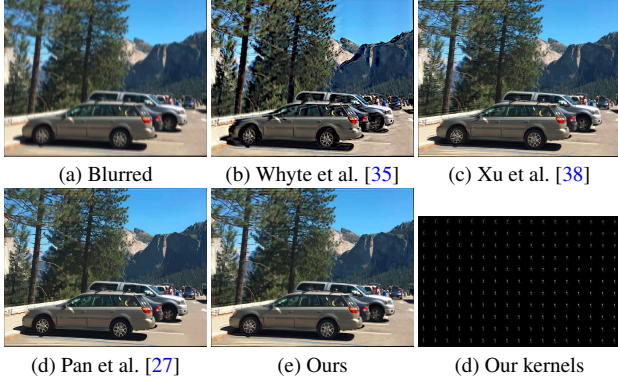 (a) Blurred
(b) Whyte et al. [35]
(c) Xu et al. [38]
(d) Pan et al. [27]
(e) Ours
(d) Our kernels